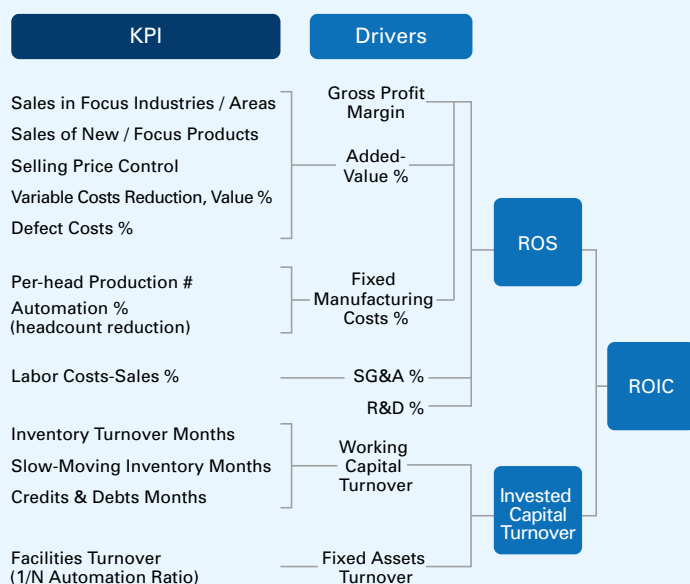 KPI
Drivers
Sales in Focus Industries / Areas
Sales of New / Focus Products
Selling Price Control
Variable Costs Reduction, Value %
Defect Costs %
Per-head Production #
Automation %
(headcount reduction)
Labor Costs-Sales %
Inventory Turnover Months
Slow-Moving Inventory Months
Credits & Debts Months
Facilities Turnover
(1/N Automation Ratio)
Gross Profit
Margin
Added-
Value %
Fixed
Manufacturing
Costs %
SG&A %
R&D %
Working
Capital
Turnover
Fixed Assets
Turnover
ROS
Invested
Capital
Turnover
ROIC